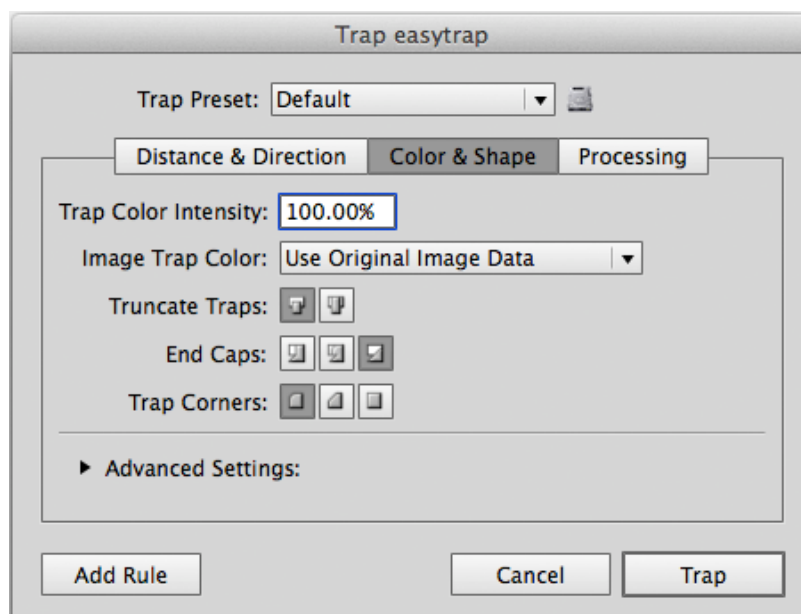 Trap easytrap
Trap Preset: Default
Distance & Direction Color & Shape Processing
Trap Color Intensity: 100.00%
Image Trap Color: Use Original Image Data
Truncate Traps:
End Caps:
Trap Corners:
Advanced Settings:
Add Rule Cancel Trap